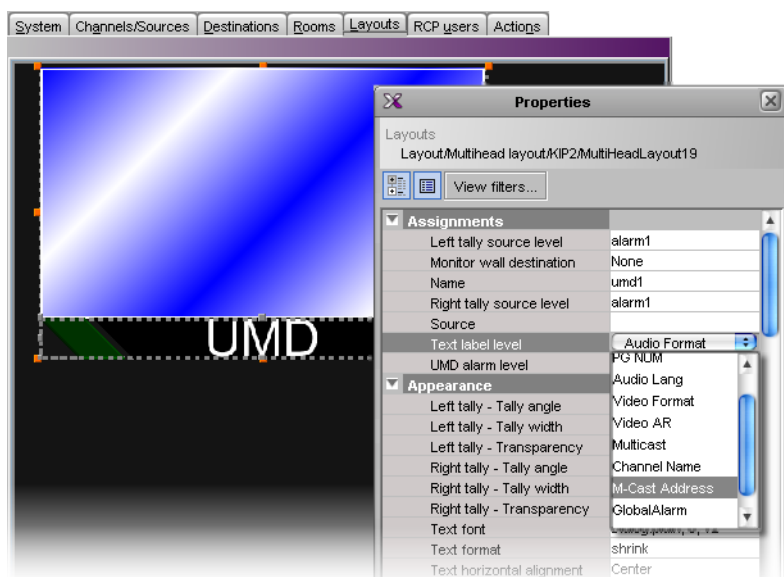 System Channels/Sources Destinations Rooms Layouts RCP users Actions
Properties
Layouts
Layout/Multihead layout/KIP2/MultiHeadLayout19
View filters...
Assignments
Left tally source level alarm1
Monitor wall destination None
Name umd1
Right tally source level alarm1
Source
Text label level Audio Format
UMD alarm level PG NUM
Appearance Audio Lang
Left tally - Tally angle Video Format
Left tally - Tally width Video AR
Left tally - Transparency Multicast
Right tally - Tally angle Channel Name
Right tally - Tally width M-Cast Address
Right tally - Transparency GlobalAlarm
Text font
Text format shrink
Text horizontal alignment Center
UMD